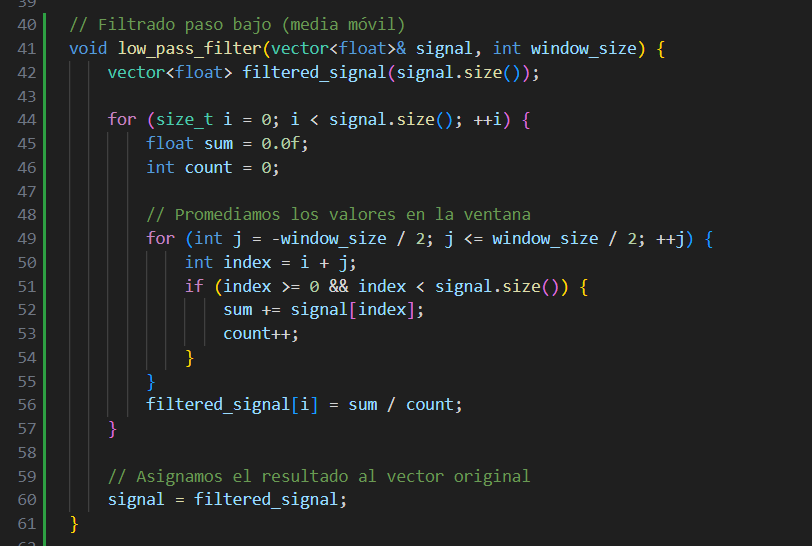 39
40 // Filtrado paso bajo (media móvil)
41 void low_pass_filter(vector<float>& signal, int window_size) {
42     vector<float> filtered_signal(signal.size());
43
44     for (size_t i = 0; i < signal.size(); ++i) {
45         float sum = 0.0f;
46         int count = 0;
47
48         // Promediamos los valores en la ventana
49         for (int j = -window_size / 2; j <= window_size / 2; ++j) {
50             int index = i + j;
51             if (index >= 0 && index < signal.size()) {
52                 sum += signal[index];
53                 count++;
54             }
55         }
56         filtered_signal[i] = sum / count;
57     }
58
59     // Asignamos el resultado al vector original
60     signal = filtered_signal;
61 }
62